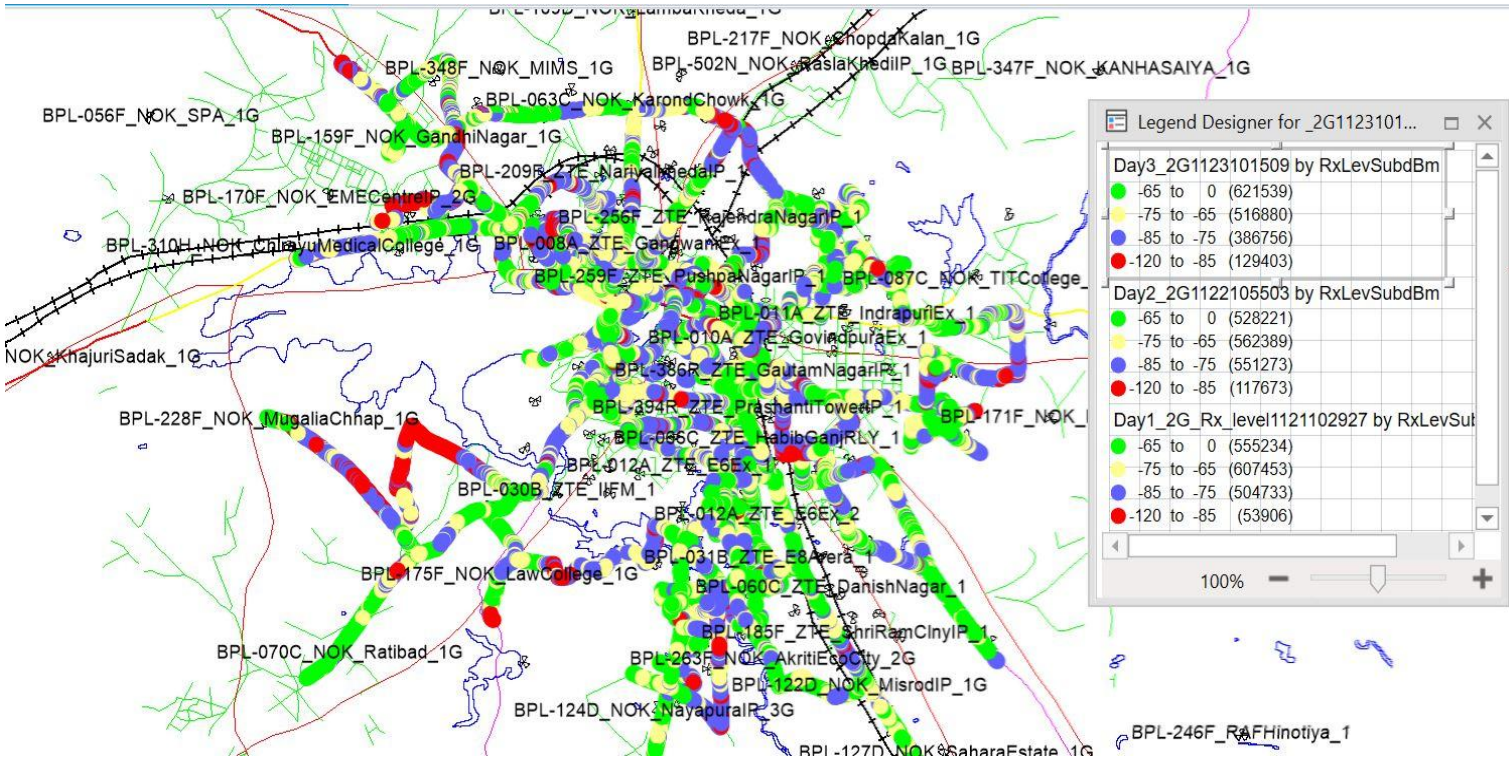 BPL-217F_NOK_ChopdaKalan_1G
BPL-348F_NOK_MIMS_1G
BPL-502N_NOK_RaslaKhediIP_1G
BPL-347F_NOK_KANHASAIYA_1G
BPL-063C_NOK_KarondChowk_1G
BPL-056F_NOK_SPA_1G
BPL-159F_NOK_GandhiNagar_1G
BPL-170F_NOK_EMECentreIP_2G
BPL-256F_ZTE_RajendraNagarIP_1
BPL-310H_NOK_ChirayuMedicalCollege_1G
BPL-008A_ZTE_GangwaniEx_1
BPL-259F_ZTE_PushpaNagarIP_1
BPL-087C_NOK_TITCollege_
BPL-011A_ZTE_IndrapuriEx_1
BPL-010A_ZTE_GovindpuraEx_1
NOK_KhajuriSadak_1G
BPL-386R_ZTE_GautamNagarIP_1
BPL-394R_ZTE_PrashantiTowerIP_1
BPL-171F_NOK_
BPL-228F_NOK_MugaliaChhap_1G
BPL-066C_ZTE_HabibGanjRLY_1
BPL-012A_ZTE_E6Ex_1
BPL-030B_ZTE_IIFM_1
BPL-012A_ZTE_E6Ex_2
BPL-031B_ZTE_E8Arera_1
BPL-175F_NOK_LawCollege_1G
BPL-060C_ZTE_DanishNagar_1
BPL-185F_ZTE_ShriRamClnyIP_1
BPL-070C_NOK_Ratibad_1G
BPL-263F_NOK_AkritiEcoCity_2G
BPL-122D_NOK_MisrodIP_1G
BPL-124D_NOK_NayapuraIP_3G
BPL-127D_NOK_SaharaEstate_1G
BPL-246F_RAFHinotiya_1
Legend Designer for _2G1123101...
Day3_2G1123101509 by RxLevSubdBm
-65 to 0 (621539)
-75 to -65 (516880)
-85 to -75 (386756)
-120 to -85 (129403)
Day2_2G1122105503 by RxLevSubdBm
-65 to 0 (528221)
-75 to -65 (562389)
-85 to -75 (551273)
-120 to -85 (117673)
Day1_2G_Rx_level1121102927 by RxLevSub
-65 to 0 (555234)
-75 to -65 (607453)
-85 to -75 (504733)
-120 to -85 (53906)
100%